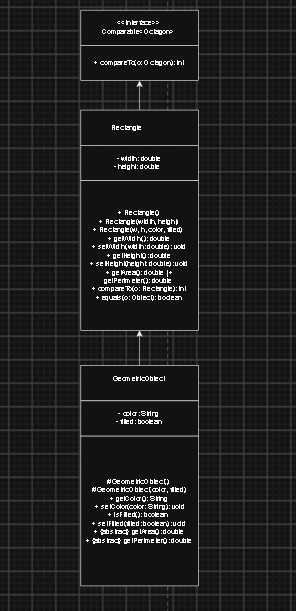 <<interface>>
Comparable<Octagon>
+ compareTo(o: Octagon): int
Rectangle
- width: double
- height: double
+ Rectangle()
+ Rectangle(width, height)
+ Rectangle(w, h, color, filled)
+ getWidth(): double
+ setWidth(width: double): void
+ getHeight(): double
+ setHeight(height: double): void
+ getArea(): double |+
getPerimeter(): double
+ compareTo(o: Rectangle): int
+ equals(o: Object): boolean
GeometricObject
- color: String
- filled: boolean
#GeometricObject()
#GeometricObject(color, filled)
+ getColor(): String
+ setColor(color: String): void
+ isFilled(): boolean
+ setFilled(filled: boolean): void
+ {abstract} getArea(): double
+ {abstract} getPerimeter(): double